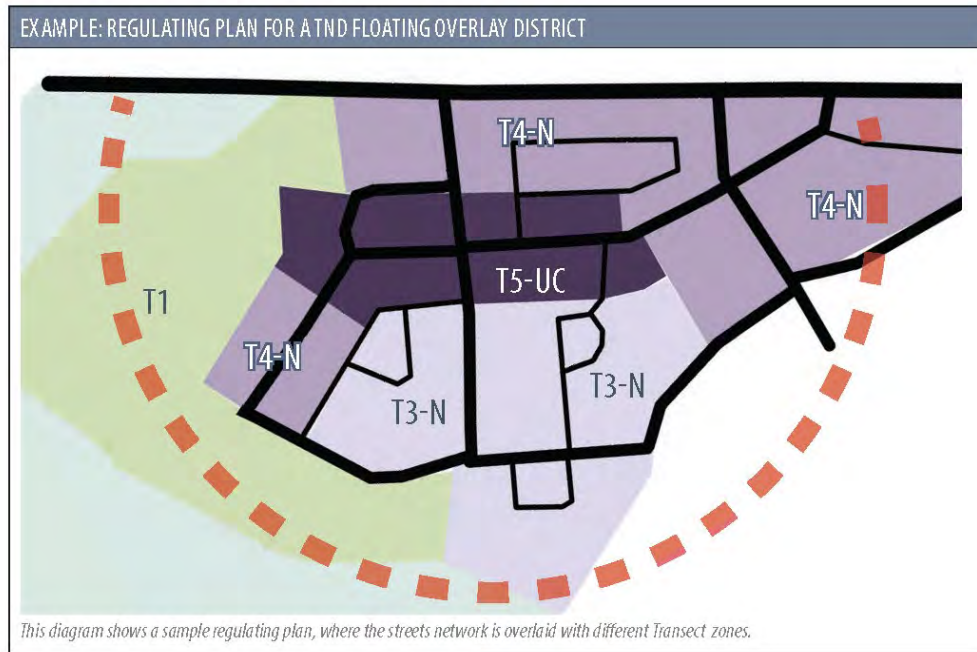 EXAMPLE: REGULATING PLAN FOR A TND FLOATING OVERLAY DISTRICT
T4-N
T4-N
T5-UC
T1
T4-N
T3-N
T3-N
This diagram shows a sample regulating plan, where the streets network is overlaid with different Transect zones.